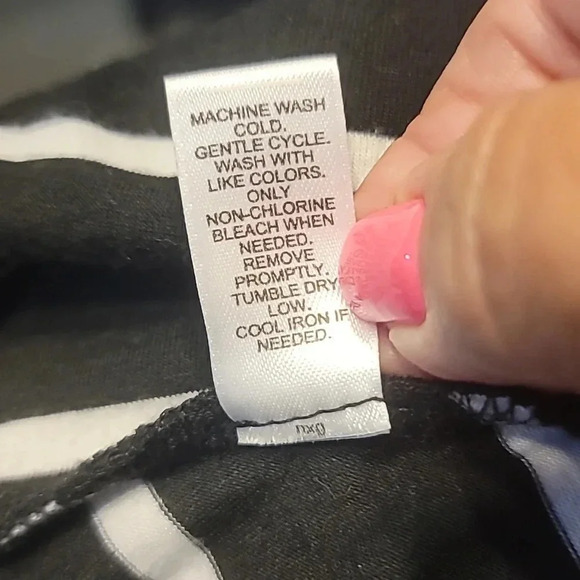 MACHINE WASH
COLD.
GENTLE CYCLE.
WASH WITH
LIKE COLORS.
ONLY
NON-CHLORINE
BLEACH WHEN
NEEDED.
REMOVE
PROMPTLY.
TUMBLE DRY
LOW.
COOL IRON IF
NEEDED.